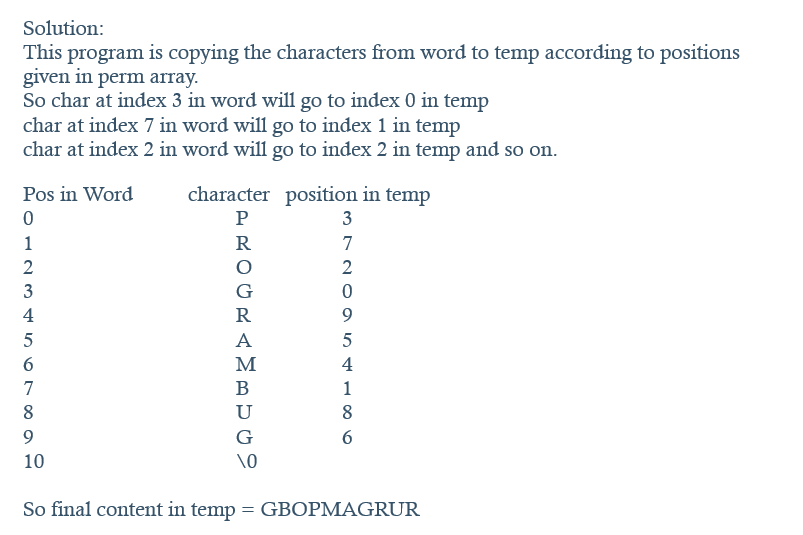 Solution:
This program is copying the characters from word to temp according to positions
given in perm array.
So char at index 3 in word will go to index 0 in temp
char at index 7 in word will go to index 1 in temp
char at index 2 in word will go to index 2 in temp and so on.
Pos in Word character position in temp
0 P 3
1 R 7
2 O 2
3 G 0
4 R 9
5 A 5
6 M 4
7 B 1
8 U 8
9 G 6
10 \0
So final content in temp = GBOPMAGRUR